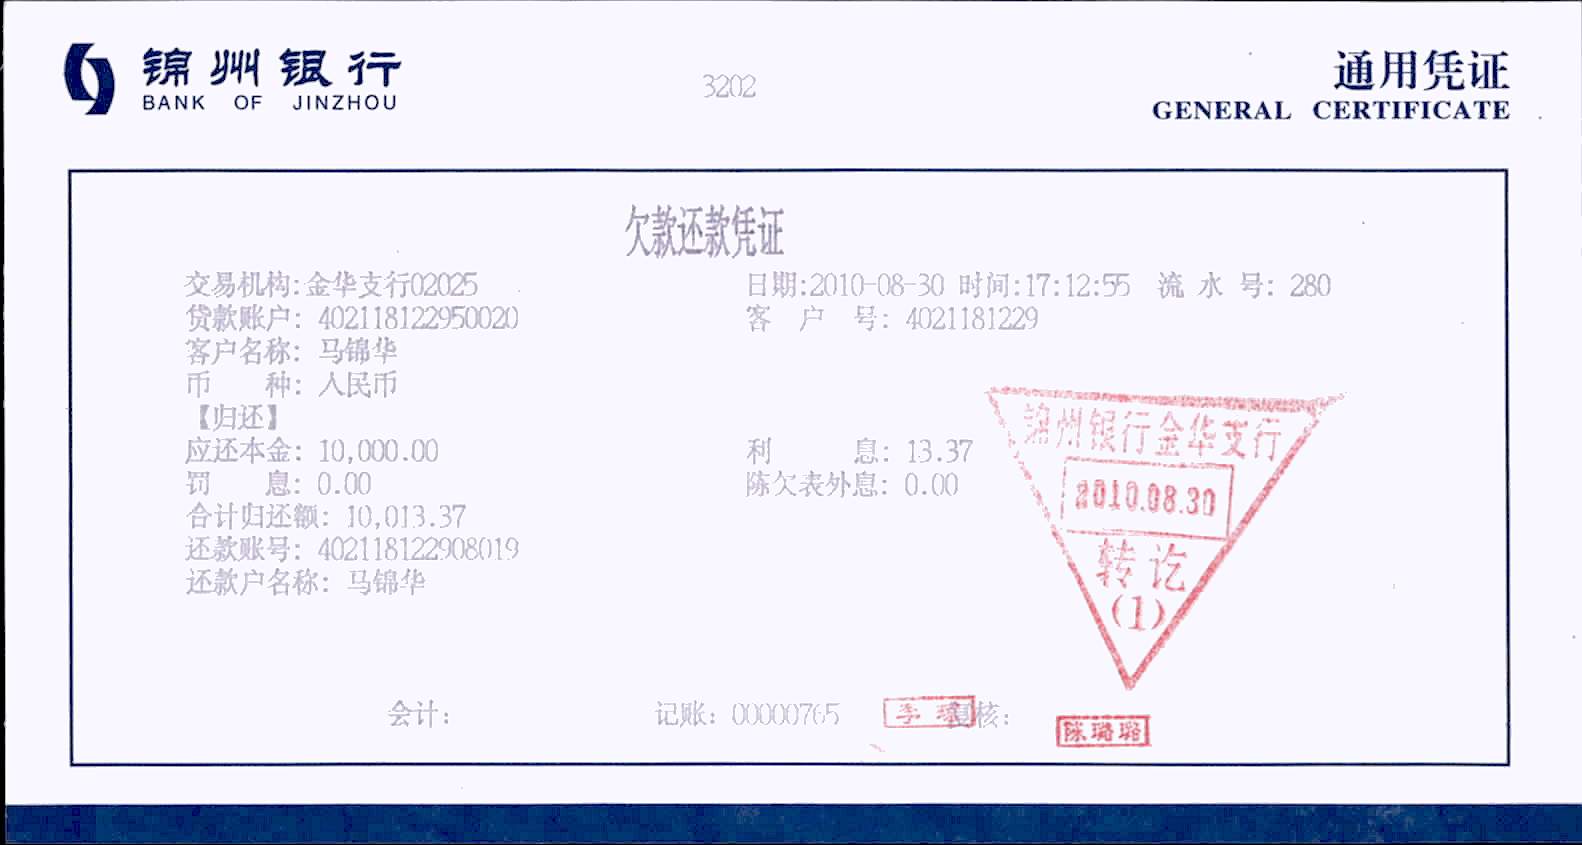 锦州银行
BANK OF JINZHOU
3202
通用凭证
GENERAL CERTIFICATE
欠款还款凭证
交易机构:金华支行02025 日期:2010-08-30 时间:17:12:55 流 水 号: 280
贷款账户: 402118122950020 客 户 号: 4021181229
客户名称: 马锦华
币 种: 人民币
【归还】
应还本金: 10,000.00 利 息: 13.37
罚 息: 0.00 陈欠表外息: 0.00
合计归还额: 10,013.37
还款账号: 402118122908019
还款户名称: 马锦华
锦州银行金华支行
2010.08.30
转讫
(1)
会计: 记账: 00000765 李 复核:
陈璐璐